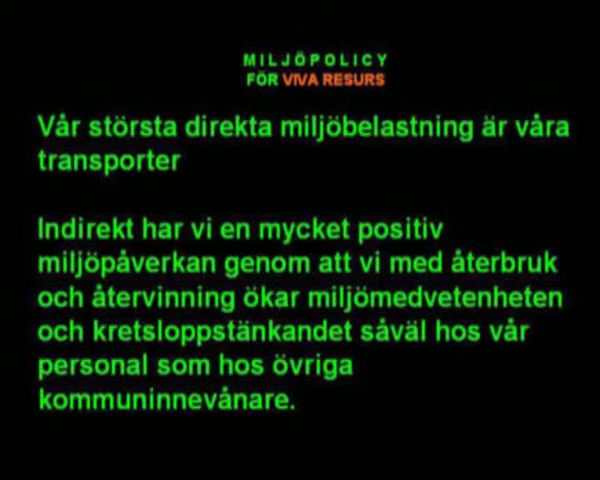 MILJÖPOLICY
FÖR VIVA RESURS
Vår största direkta miljöbelastning är våra
transporter
Indirekt har vi en mycket positiv
miljöpåverkan genom att vi med återbruk
och återvinning ökar miljömedvetenheten
och kretsloppstänkandet såväl hos vår
personal som hos övriga
kommuninnevånare.